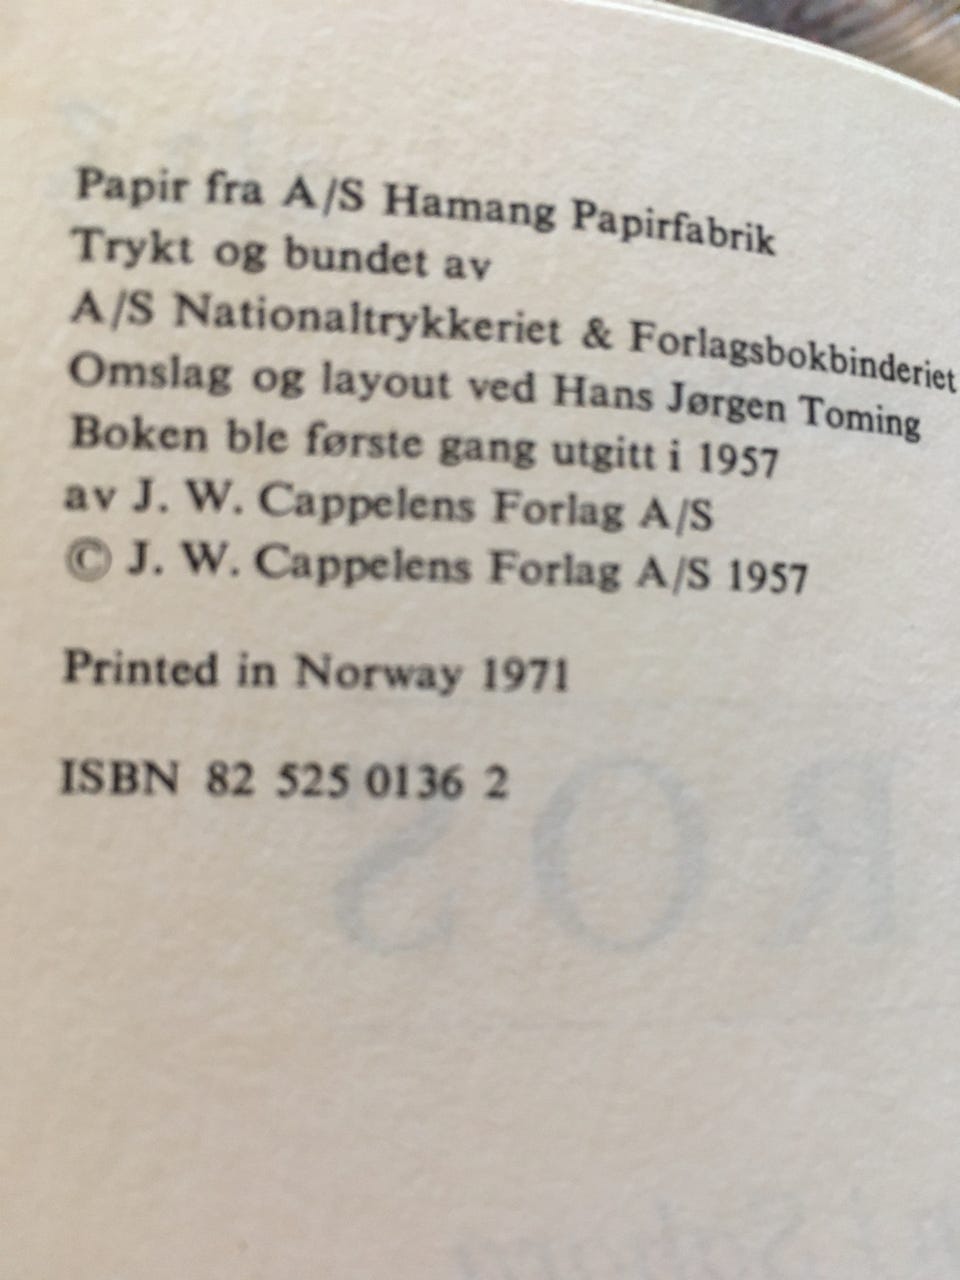 Papir fra A/S Hamang Papirfabrik
Trykt og bundet av
A/S Nationaltrykkeriet & Forlagsbokbinderiet
Omslag og layout ved Hans Jørgen Toming
Boken ble første gang utgitt i 1957
av J. W. Cappelens Forlag A/S
© J. W. Cappelens Forlag A/S 1957
Printed in Norway 1971
ISBN 82 525 0136 2